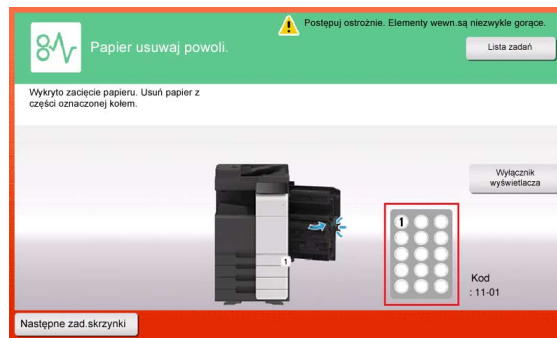 Postępuj ostrożnie. Elementy wewn.są niezwykle gorące.
Papier usuwaj powoli.
Lista zadań
Wykryto zacięcie papieru. Usuń papier z
części oznaczonej kołem.
Wyłącznik
wyświetlacza
1
1
Kod
: 11-01
Następne zad.skrzynki